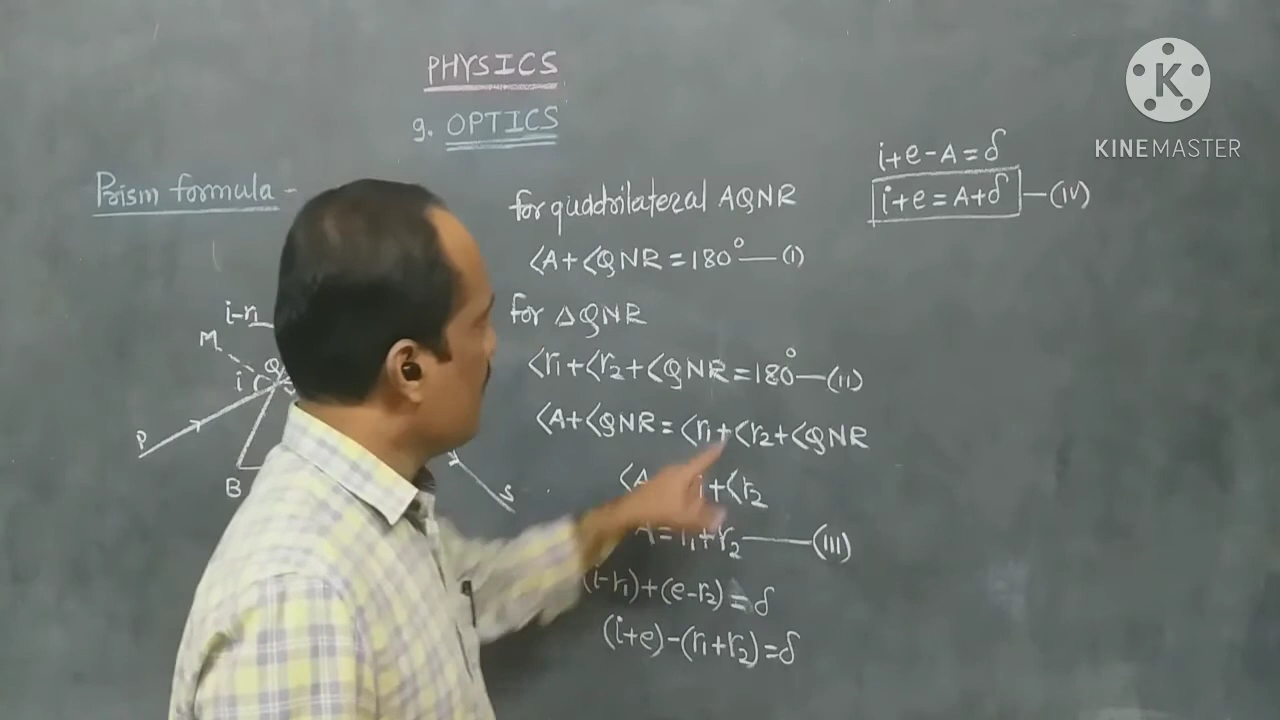 PHYSICS
9. OPTICS
Prism formula -
i-r₁
M
Q
i
P
B
S
for quadrilateral AQNR
<A+<QNR=180°—(I)
for ΔQNR
<r₁+<r₂+<QNR=180°—(II)
<A+<QNR=<r₁+<r₂+<QNR
<A +<r₂
A=r₁+r₂—(III)
(i-r₁)+(e-r₂)=δ
(i+e)-(r₁+r₂)=δ
i+e-A=δ
i+e=A+δ—(IV)
K
KINEMASTER